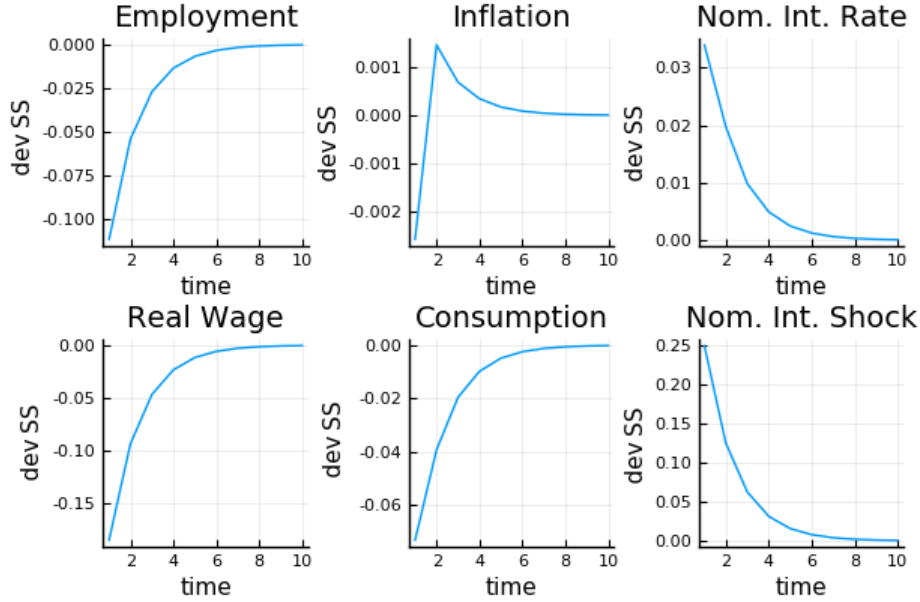 Employment
Inflation
Nom. Int. Rate
dev SS
0.000
-0.025
-0.050
-0.075
-0.100
2 4 6 8 10
time
dev SS
0.001
0.000
-0.001
-0.002
2 4 6 8 10
time
dev SS
0.03
0.02
0.01
0.00
2 4 6 8 10
time
Real Wage
Consumption
Nom. Int. Shock
dev SS
0.00
-0.05
-0.10
-0.15
2 4 6 8 10
time
dev SS
0.00
-0.02
-0.04
-0.06
2 4 6 8 10
time
dev SS
0.25
0.20
0.15
0.10
0.05
0.00
2 4 6 8 10
time